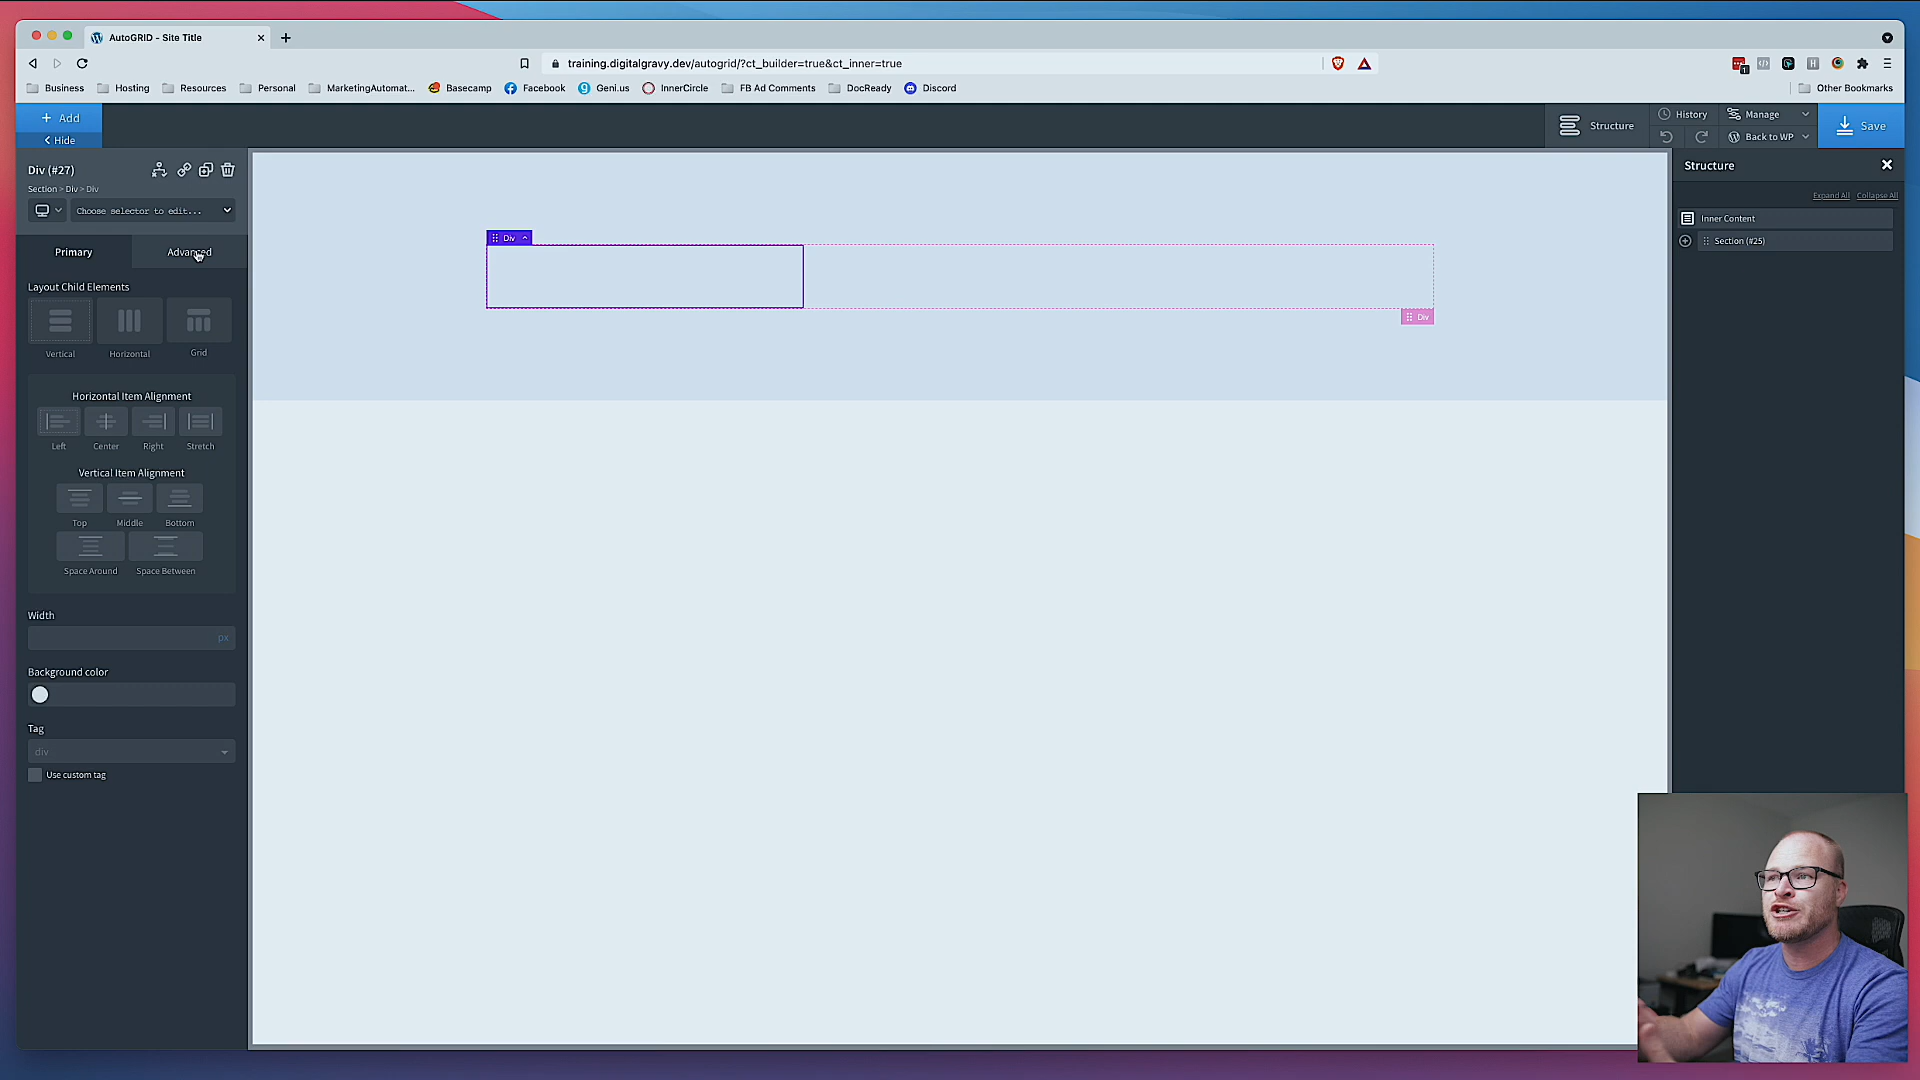 AutoGRID - Site Title
training.digitalgravy.dev/autogrid/?ct_builder=true&ct_inner=true
1
Business
Hosting
Resources
Personal
MarketingAutomat...
Basecamp
Facebook
Geni.us
InnerCircle
FB Ad Comments
DocReady
Discord
Other Bookmarks
+ Add
Hide
Structure
History
Manage
Back to WP
Save
Div (#27)
Section > Div > Div
Choose selector to edit...
Primary
Advanced
Layout Child Elements
Vertical
Horizontal
Grid
Horizontal Item Alignment
Left
Center
Right
Stretch
Vertical Item Alignment
Top
Middle
Bottom
Space Around
Space Between
Width
px
Background color
Tag
div
Use custom tag
Div
Div
Structure
Expand All
Collapse All
Inner Content
Section (#25)